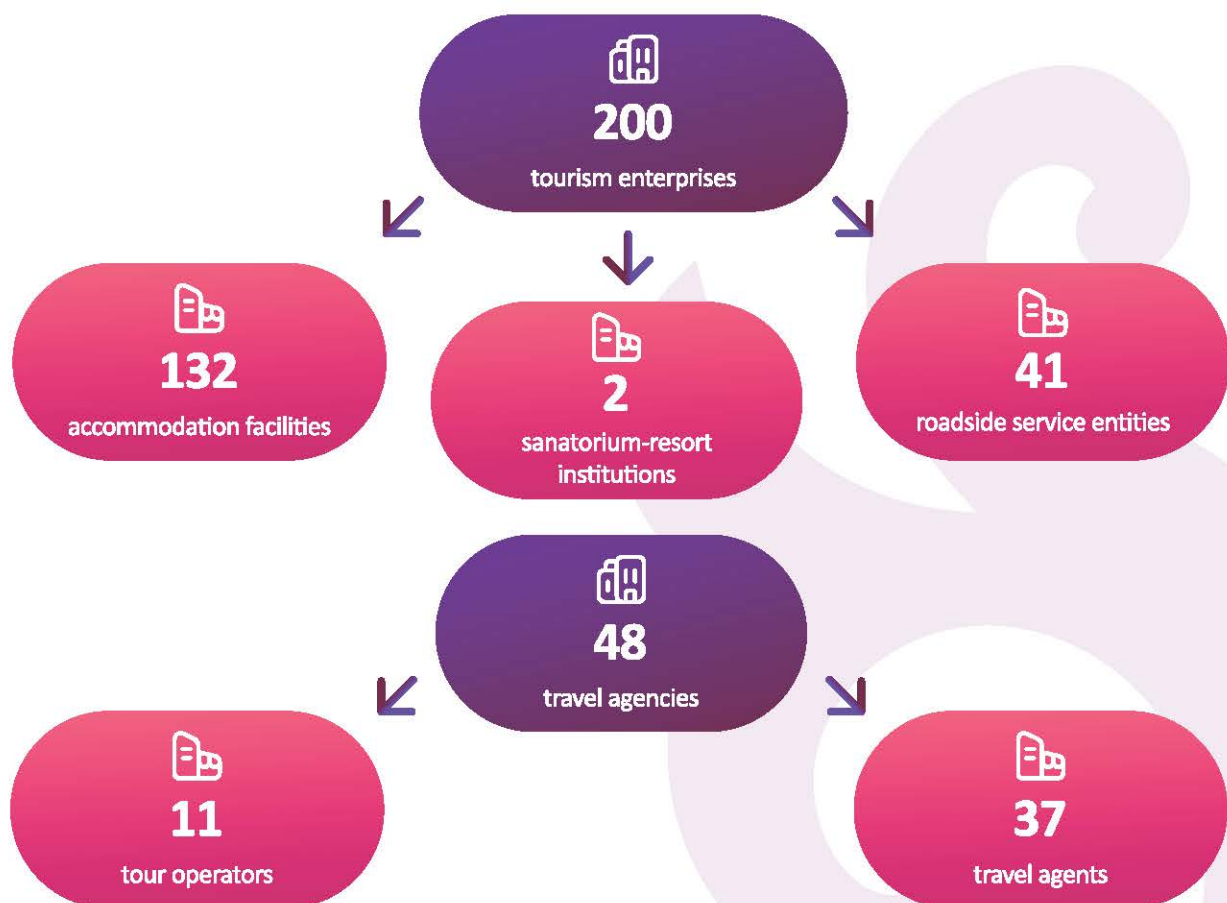 200
tourism enterprises
132
accommodation facilities
2
sanatorium-resort
institutions
41
roadside service entities
48
travel agencies
11
tour operators
37
travel agents